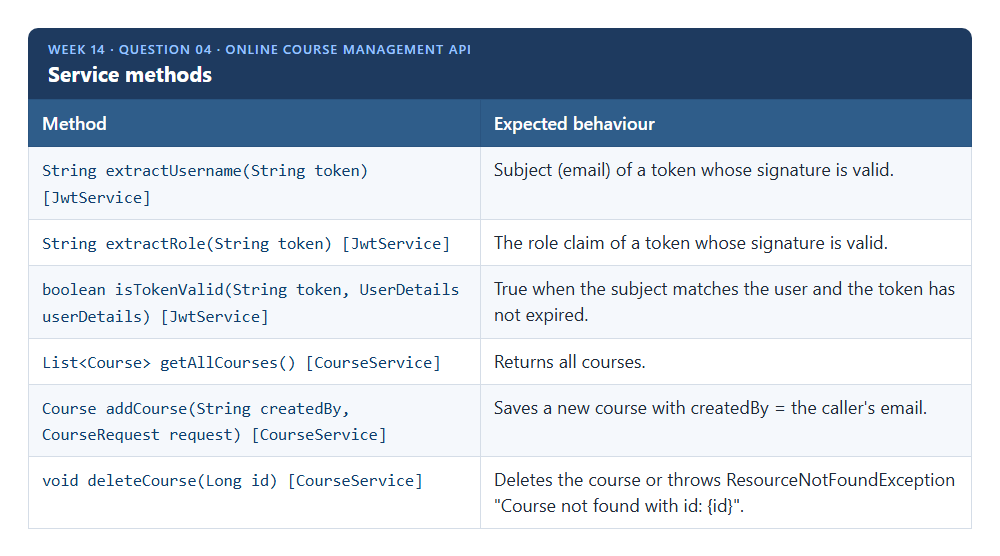 WEEK 14 · QUESTION 04 · ONLINE COURSE MANAGEMENT API
Service methods
Method
Expected behaviour
String extractUsername(String token)
[JwtService]
Subject (email) of a token whose signature is valid.
String extractRole(String token) [JwtService]
The role claim of a token whose signature is valid.
boolean isTokenValid(String token, UserDetails
userDetails) [JwtService]
True when the subject matches the user and the token has
not expired.
List<Course> getAllCourses() [CourseService]
Returns all courses.
Course addCourse(String createdBy,
CourseRequest request) [CourseService]
Saves a new course with createdBy = the caller's email.
void deleteCourse(Long id) [CourseService]
Deletes the course or throws ResourceNotFoundException
"Course not found with id: {id}".